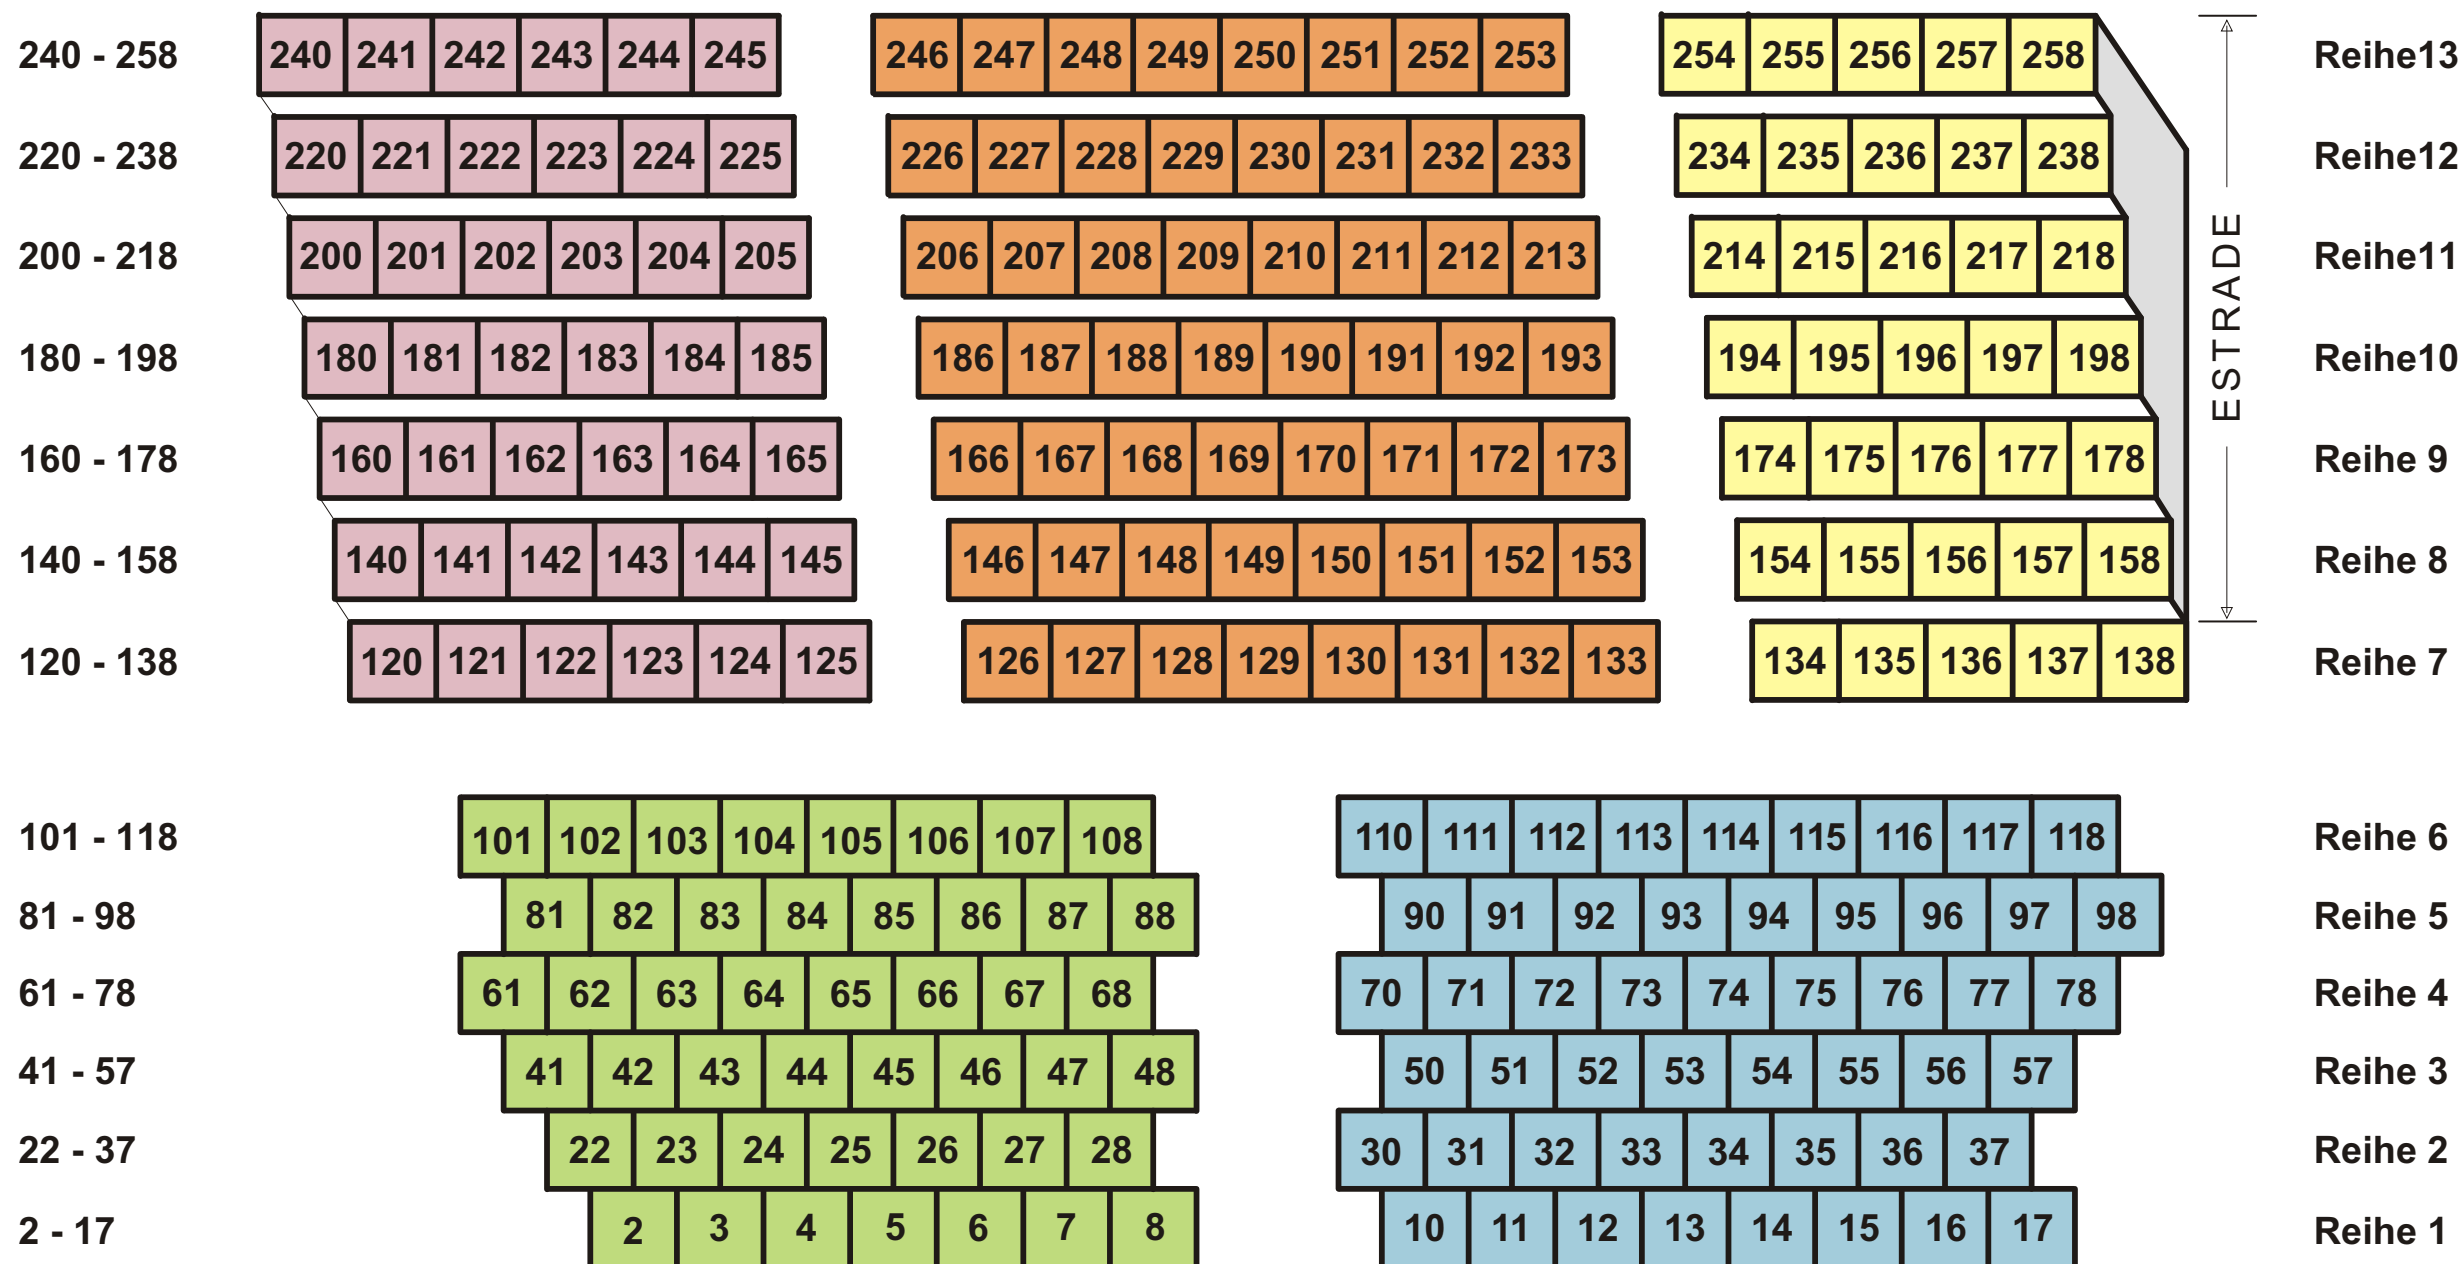 240 - 258 240 241 242 243 244 245 246 247 248 249 250 251 252 253 254 255 256 257 258 Reihe13
220 - 238 220 221 222 223 224 225 226 227 228 229 230 231 232 233 234 235 236 237 238 Reihe12
200 - 218 200 201 202 203 204 205 206 207 208 209 210 211 212 213 214 215 216 217 218 Reihe11
ESTRADE
180 - 198 180 181 182 183 184 185 186 187 188 189 190 191 192 193 194 195 196 197 198 Reihe10
160 - 178 160 161 162 163 164 165 166 167 168 169 170 171 172 173 174 175 176 177 178 Reihe 9
140 - 158 140 141 142 143 144 145 146 147 148 149 150 151 152 153 154 155 156 157 158 Reihe 8
120 - 138 120 121 122 123 124 125 126 127 128 129 130 131 132 133 134 135 136 137 138 Reihe 7
101 - 118 101 102 103 104 105 106 107 108 110 111 112 113 114 115 116 117 118 Reihe 6
81 - 98 81 82 83 84 85 86 87 88 90 91 92 93 94 95 96 97 98 Reihe 5
61 - 78 61 62 63 64 65 66 67 68 70 71 72 73 74 75 76 77 78 Reihe 4
41 - 57 41 42 43 44 45 46 47 48 50 51 52 53 54 55 56 57 Reihe 3
22 - 37 22 23 24 25 26 27 28 30 31 32 33 34 35 36 37 Reihe 2
2 - 17 2 3 4 5 6 7 8 10 11 12 13 14 15 16 17 Reihe 1